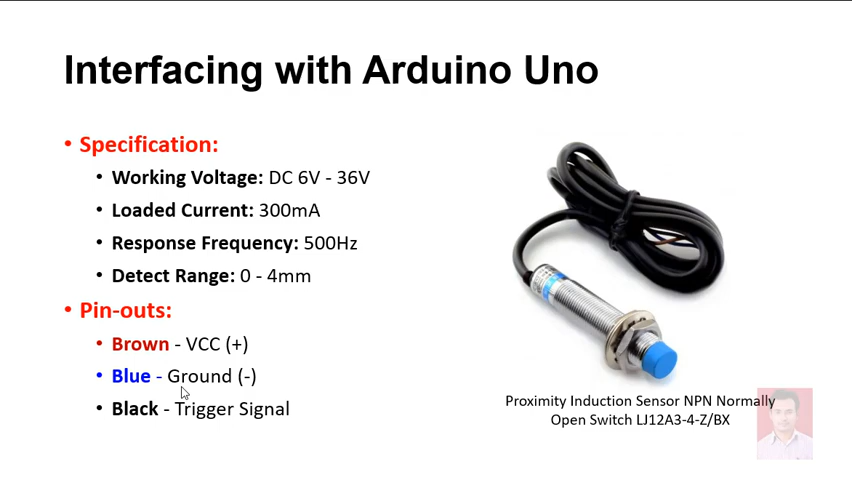 Interfacing with Arduino Uno
• Specification:
• Working Voltage: DC 6V - 36V
• Loaded Current: 300mA
• Response Frequency: 500Hz
• Detect Range: 0 - 4mm
• Pin-outs:
• Brown - VCC (+)
• Blue - Ground (-)
• Black - Trigger Signal
Proximity Induction Sensor NPN Normally
Open Switch LJ12A3-4-Z/BX